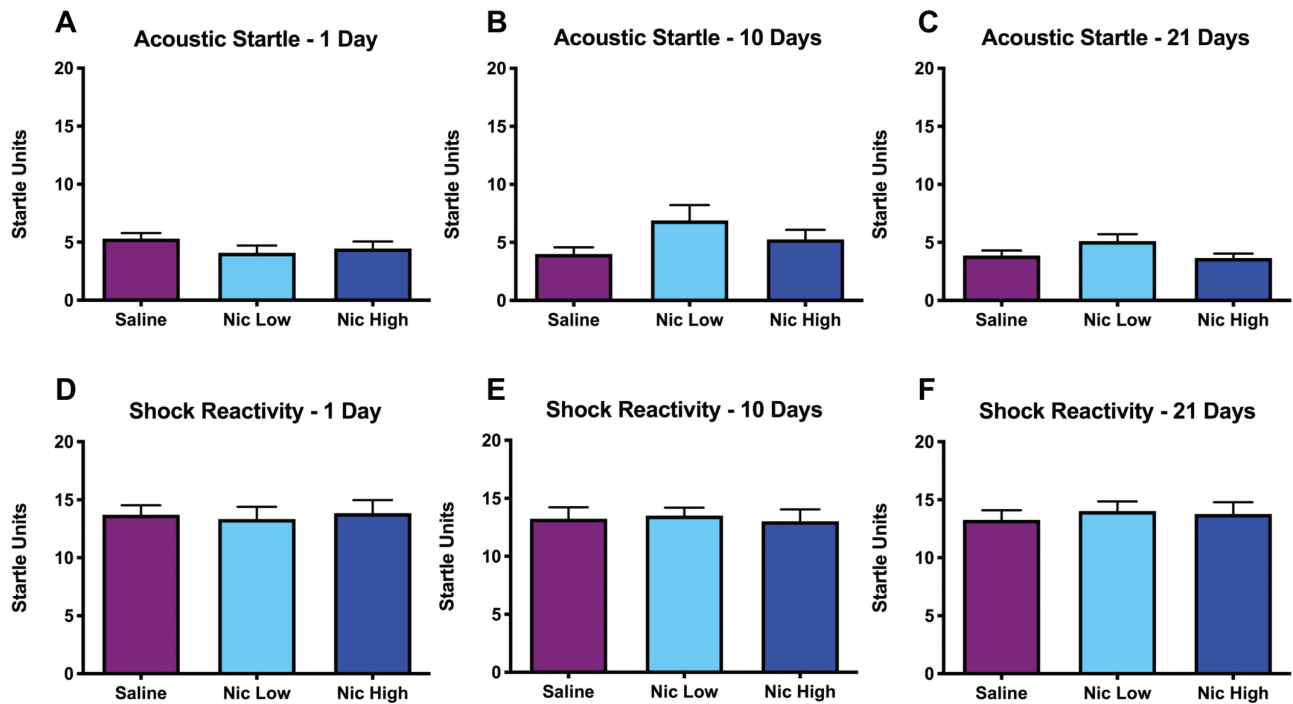 A
Acoustic Startle - 1 Day
20
15
10
5
0
Startle Units
Saline Nic Low Nic High
B
Acoustic Startle - 10 Days
20
15
10
5
0
Startle Units
Saline Nic Low Nic High
C
Acoustic Startle - 21 Days
20
15
10
5
0
Startle Units
Saline Nic Low Nic High
D
Shock Reactivity - 1 Day
20
15
10
5
0
Startle Units
Saline Nic Low Nic High
E
Shock Reactivity - 10 Days
20
15
10
5
0
Startle Units
Saline Nic Low Nic High
F
Shock Reactivity - 21 Days
20
15
10
5
0
Startle Units
Saline Nic Low Nic High